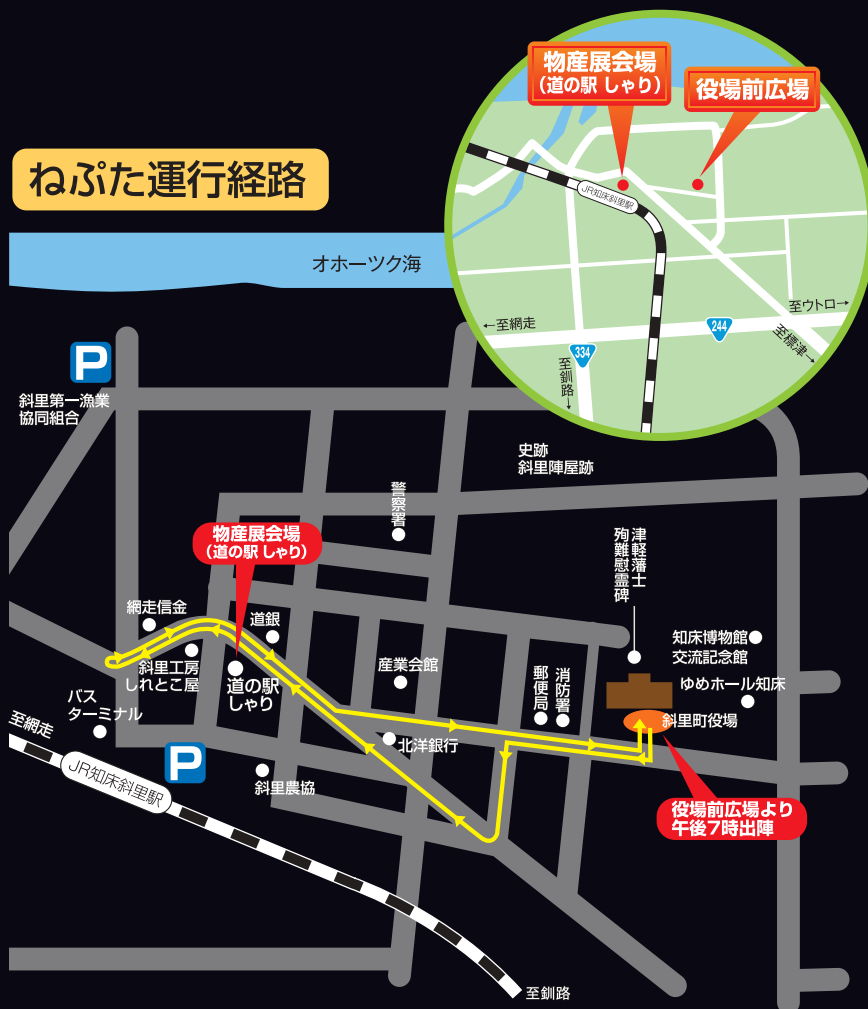 物産展会場
(道の駅 しゃり)
役場前広場
JR知床斜里駅
←至網走
至ウトロ→
244
334
至標津→
至釧路→
ねぷた運行経路
オホーツク海
P
斜里第一漁業
協同組合
史跡
斜里陣屋跡
警察署
物産展会場
(道の駅 しゃり)
津軽藩士
殉難慰霊碑
網走信金
道銀
知床博物館
交流記念館
斜里工房
しれとこ屋
道の駅
しゃり
産業会館
郵便局
消防署
ゆめホール知床
斜里町役場
バス
ターミナル
至網走
北洋銀行
P
JR知床斜里駅
斜里農協
役場前広場より
午後7時出陣
至釧路